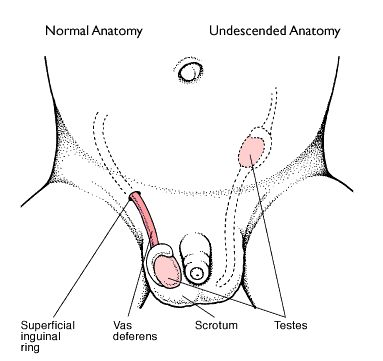 Normal Anatomy
Undescended Anatomy
Superficial
inguinal
ring
Vas
deferens
Scrotum
Testes